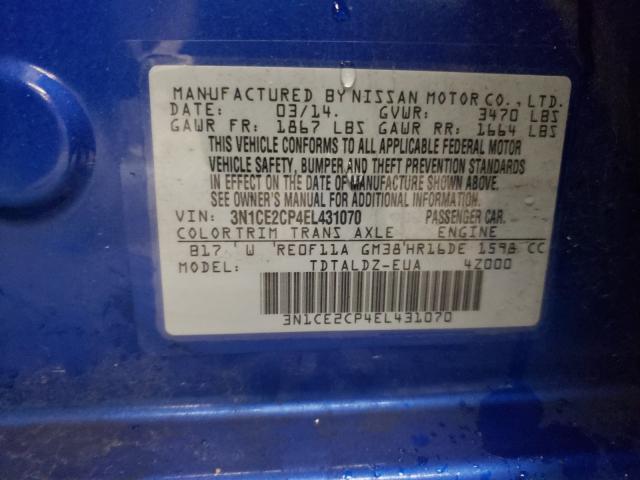 MANUFACTURED BY NISSAN MOTOR CO., LTD.
DATE: 03/14. GVWR: 3470 LBS
GAWR FR: 1867 LBS GAWR RR: 1664 LBS
THIS VEHICLE CONFORMS TO ALL APPLICABLE FEDERAL MOTOR
VEHICLE SAFETY, BUMPER AND THEFT PREVENTION STANDARDS
IN EFFECT ON THE DATE OF MANUFACTURE SHOWN ABOVE.
SEE OWNER'S MANUAL FOR ADDITIONAL INFORMATION.
VIN: 3N1CE2CP4EL431070 PASSENGER CAR.
COLOR TRIM TRANS AXLE ENGINE
B17 W RE0F11A GM38 HR16DE 1598 CC
MODEL: TDTALDZ-EUA 4Z000
3N1CE2CP4EL431070